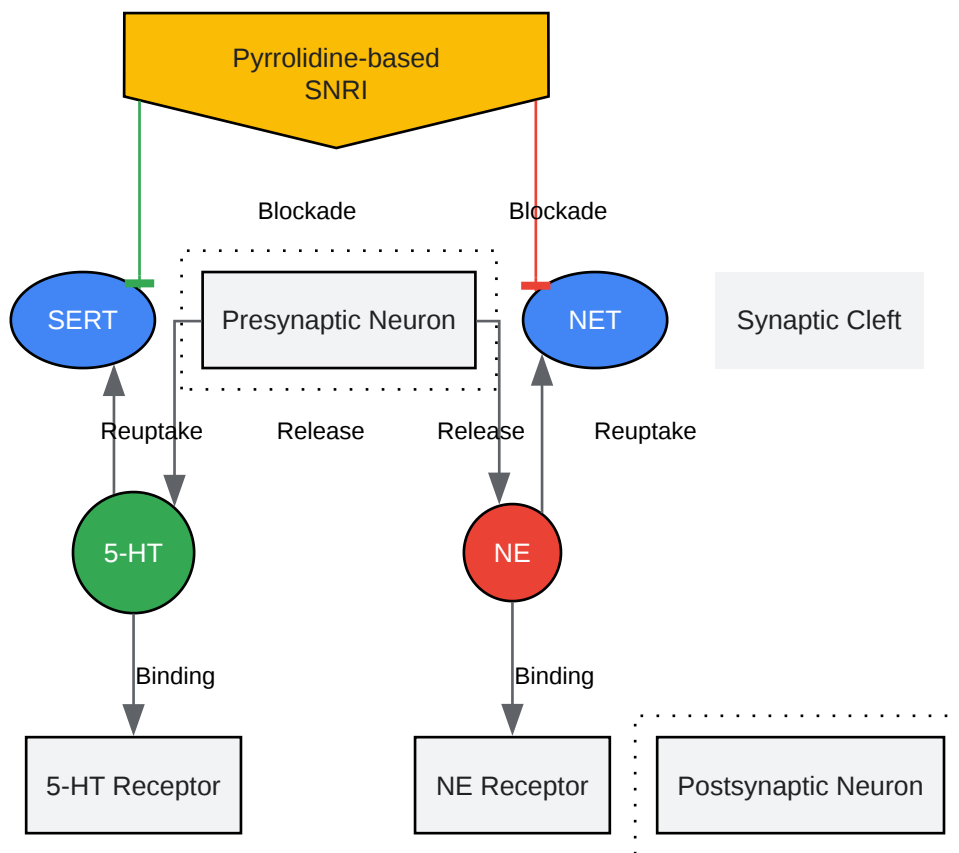 Pyrrolidine-based
SNRI
Blockade
Blockade
SERT
Presynaptic Neuron
NET
Synaptic Cleft
Reuptake
Release
Release
Reuptake
5-HT
NE
Binding
Binding
5-HT Receptor
NE Receptor
Postsynaptic Neuron